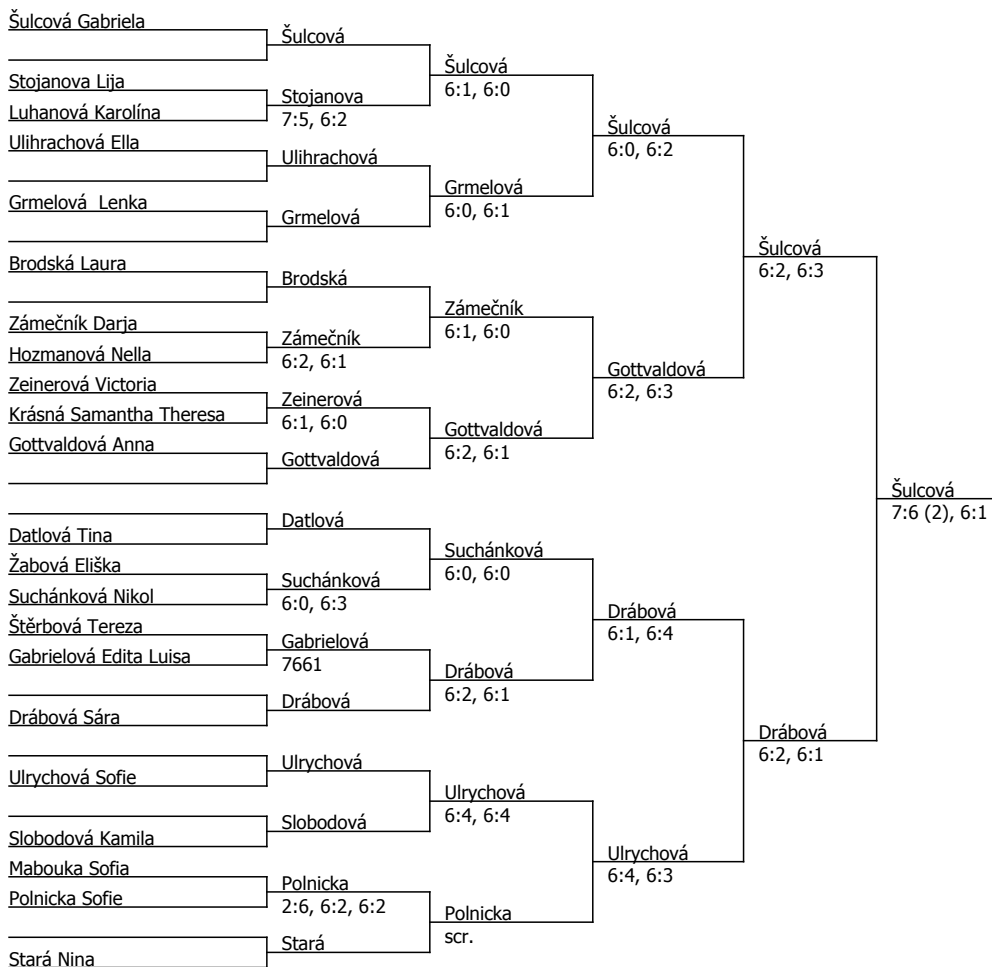 Šulcová Gabriela
Stojanova Lija
Luhanová Karolína
Ulihrachová Ella
Grmelová Lenka
Brodská Laura
Zámečník Darja
Hozmanová Nella
Zeinerová Victoria
Krásná Samantha Theresa
Gottvaldová Anna
Datlová Tina
Žabová Eliška
Suchánková Nikol
Štěrbová Tereza
Gabrielová Edita Luisa
Drábová Sára
Ulrychová Sofie
Slobodová Kamila
Mabouka Sofia
Polnicka Sofie
Stará Nina
Šulcová
Stojanova
7:5, 6:2
Ulihrachová
Grmelová
Brodská
Zámečník
6:2, 6:1
Zeinerová
6:1, 6:0
Gottvaldová
Datlová
Suchánková
6:0, 6:3
Gabrielová
7661
Drábová
Ulrychová
Slobodová
Polnicka
2:6, 6:2, 6:2
Stará
Šulcová
6:1, 6:0
Grmelová
6:0, 6:1
Zámečník
6:1, 6:0
Gottvaldová
6:2, 6:1
Suchánková
6:0, 6:0
Drábová
6:2, 6:1
Ulrychová
6:4, 6:4
Polnicka
scr.
Šulcová
6:0, 6:2
Gottvaldová
6:2, 6:3
Drábová
6:1, 6:4
Ulrychová
6:4, 6:3
Šulcová
6:2, 6:3
Drábová
6:2, 6:1
Šulcová
7:6 (2), 6:1